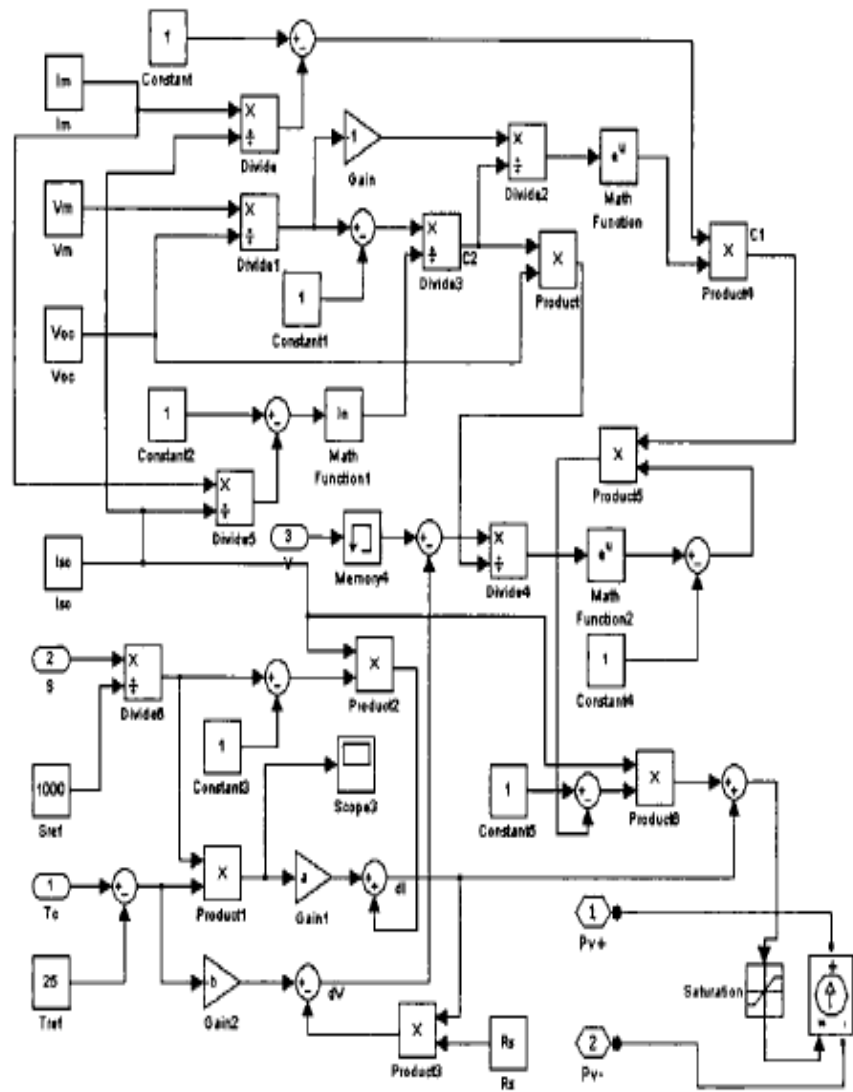 1
Constant
Im
Im
×
÷
Divide
-1
Gain
×
÷
Divide2
e^u
Math
Function
Vm
Vm
×
÷
Divide1
1
Constant1
×
÷
Divide3
C2
×
Product
×
C1
Product4
Voc
Voc
1
Constant2
ln
Math
Function1
×
÷
Divide5
×
Product5
Isc
Isc
3
V
Memory4
×
÷
Divide4
e^u
Math
Function2
1
Constant4
2
S
×
÷
Divide6
1
Constant3
×
Product2
Scope3
1000
Sref
1
Constant5
×
Product6
1
Tc
×
Product1
a
Gain1
dI
25
Tref
b
Gain2
dV
×
Product3
Rs
Rs
1
Pv+
Saturation
2
Pv-